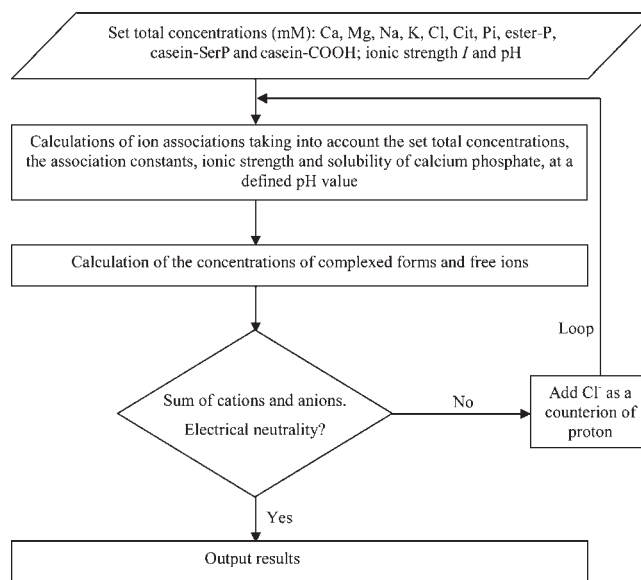 Set total concentrations (mM): Ca, Mg, Na, K, Cl, Cit, Pi, ester-P,
casein-SerP and casein-COOH; ionic strength I and pH
Calculations of ion associations taking into account the set total concentrations,
the association constants, ionic strength and solubility of calcium phosphate, at a
defined pH value
Calculation of the concentrations of complexed forms and free ions
Loop
Sum of cations and anions.
Electrical neutrality?
No
Add Cl⁻ as a
counterion of
proton
Yes
Output results